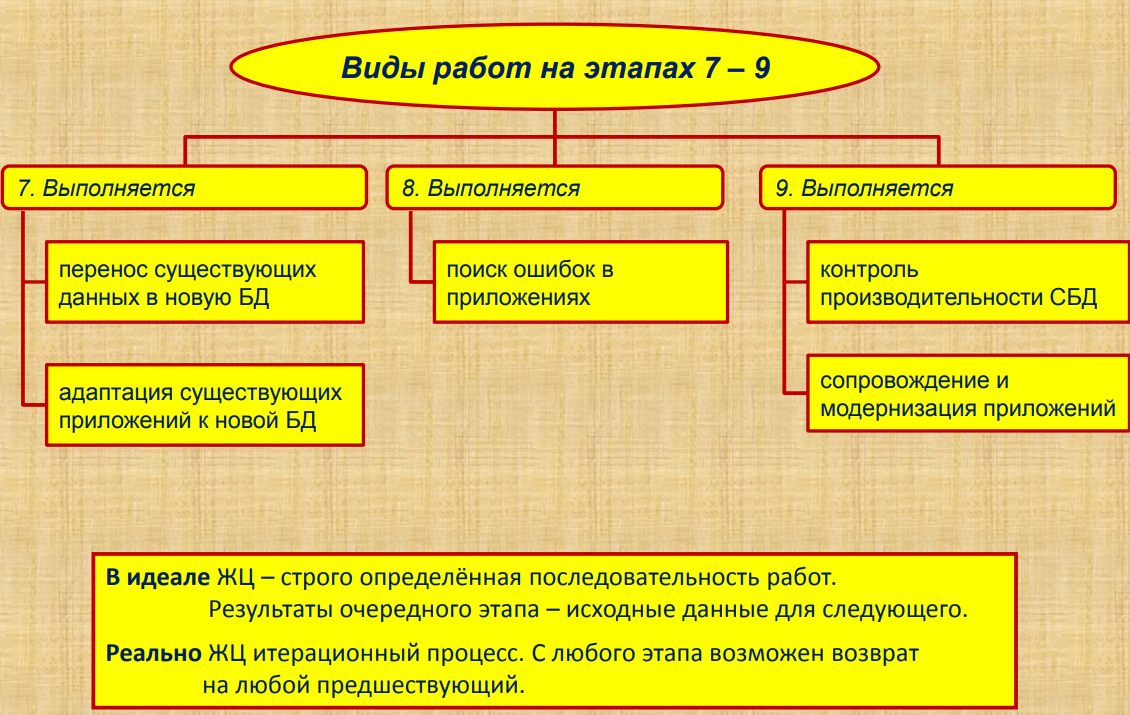 Виды работ на этапах 7 – 9
7. Выполняется
перенос существующих
данных в новую БД
адаптация существующих
приложений к новой БД
8. Выполняется
поиск ошибок в
приложениях
9. Выполняется
контроль
производительности СБД
сопровождение и
модернизация приложений
В идеале ЖЦ – строго определённая последовательность работ.
Результаты очередного этапа – исходные данные для следующего.
Реально ЖЦ итерационный процесс. С любого этапа возможен возврат
на любой предшествующий.